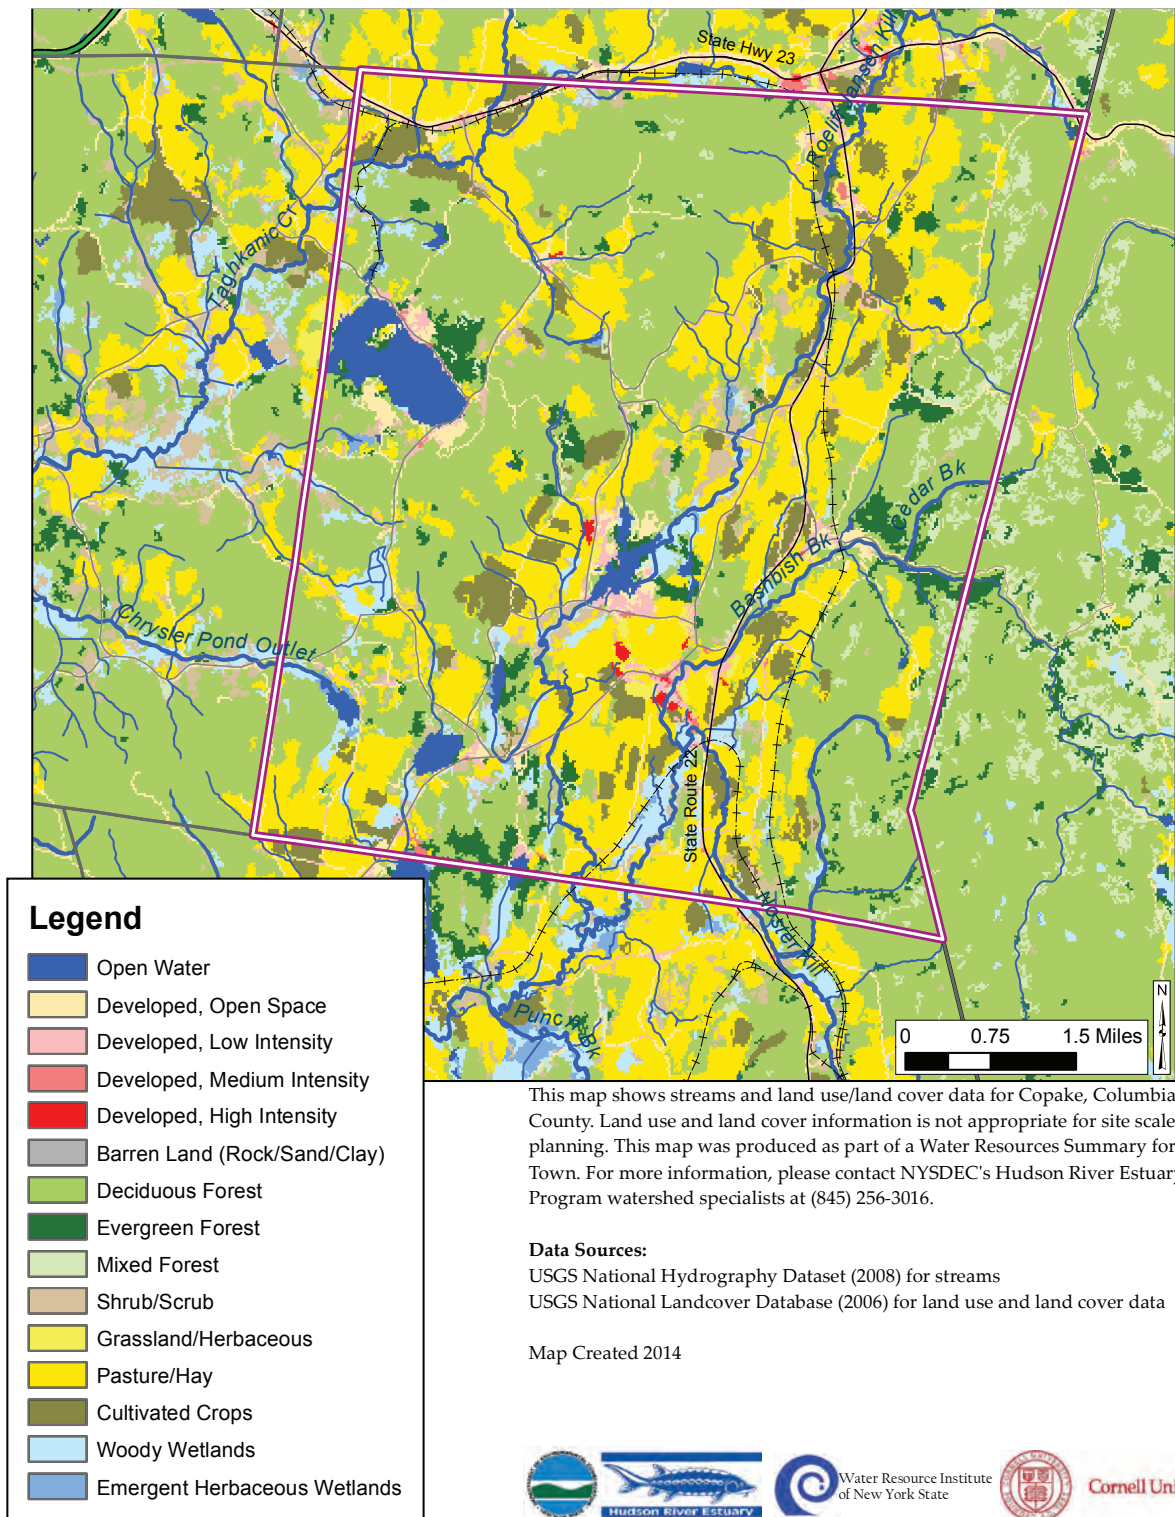 State Hwy 23
Roeliff Jansen Kill
Taghkanic Cr
Cedar Bk
Bashbish Bk
Chrysler Pond Outlet
State Route 22
Noster Kill
Punch Bk
N
0 0.75 1.5 Miles
Legend
Open Water
Developed, Open Space
Developed, Low Intensity
Developed, Medium Intensity
Developed, High Intensity
Barren Land (Rock/Sand/Clay)
Deciduous Forest
Evergreen Forest
Mixed Forest
Shrub/Scrub
Grassland/Herbaceous
Pasture/Hay
Cultivated Crops
Woody Wetlands
Emergent Herbaceous Wetlands
This map shows streams and land use/land cover data for Copake, Columbia
County. Land use and land cover information is not appropriate for site scale
planning. This map was produced as part of a Water Resources Summary for
Town. For more information, please contact NYSDEC's Hudson River Estuar
Program watershed specialists at (845) 256-3016.
Data Sources:
USGS National Hydrography Dataset (2008) for streams
USGS National Landcover Database (2006) for land use and land cover data
Map Created 2014
Hudson River Estuary
Water Resource Institute
of New York State
Cornell Uni